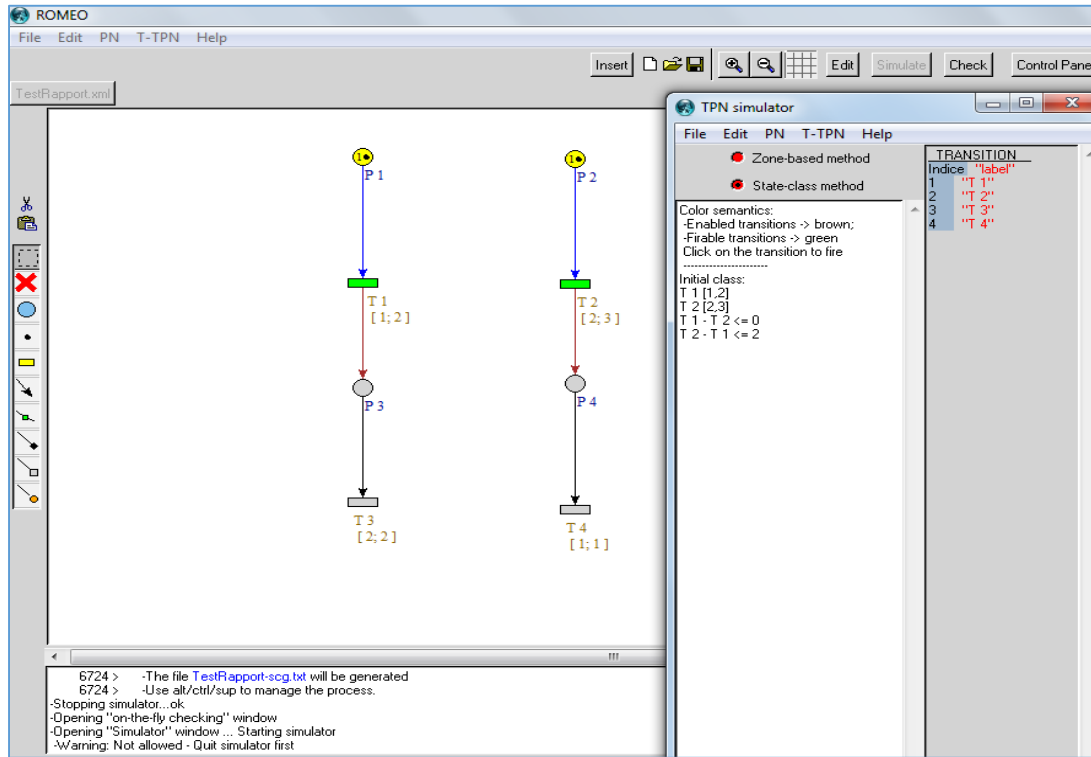 ROMEO
File Edit PN T-TPN Help
Insert Edit Simulate Check Control Pane
TestRapport.xml
1 1
P 1 P 2
T 1 T 2
[ 1; 2 ] [ 2; 3 ]
P 3 P 4
T 3 T 4
[ 2; 2 ] [ 1; 1 ]
6724 > -The file TestRapport-scg.txt will be generated
6724 > -Use alt/ctrl/sup to manage the process.
-Stopping simulator...ok
-Opening "on-the-fly checking" window
-Opening "Simulator" window ... Starting simulator
-Warning: Not allowed - Quit simulator first
TPN simulator
File Edit PN T-TPN Help
Zone-based method
State-class method
Color semantics:
-Enabled transitions -> brown;
-Firable transitions -> green
Click on the transition to fire
-----------------------
Initial class:
T 1 [1,2]
T 2 [2,3]
T 1 - T 2 <= 0
T 2 - T 1 <= 2
TRANSITION
Indice "label"
1 "T 1"
2 "T 2"
3 "T 3"
4 "T 4"